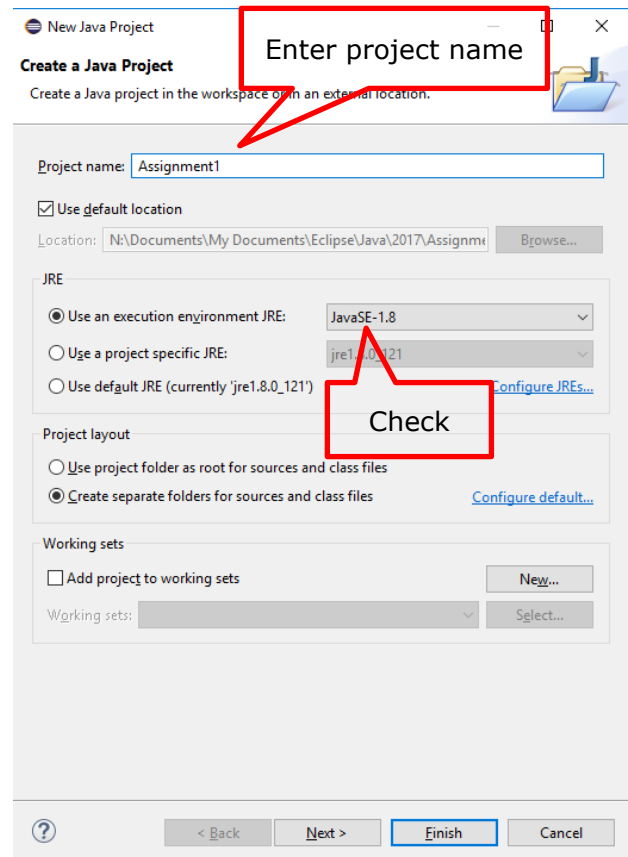 New Java Project
Enter project name
Create a Java Project
Create a Java project in the workspace or in an external location.
Project name: Assignment1
Use default location
Location: N:\Documents\My Documents\Eclipse\Java\2017\Assignme Browse...
JRE
Use an execution environment JRE: JavaSE-1.8
Use a project specific JRE: jre1.8.0_121
Use default JRE (currently 'jre1.8.0_121') Configure JREs...
Check
Project layout
Use project folder as root for sources and class files
Create separate folders for sources and class files Configure default...
Working sets
Add project to working sets New...
Working sets: Select...
< Back Next > Finish Cancel